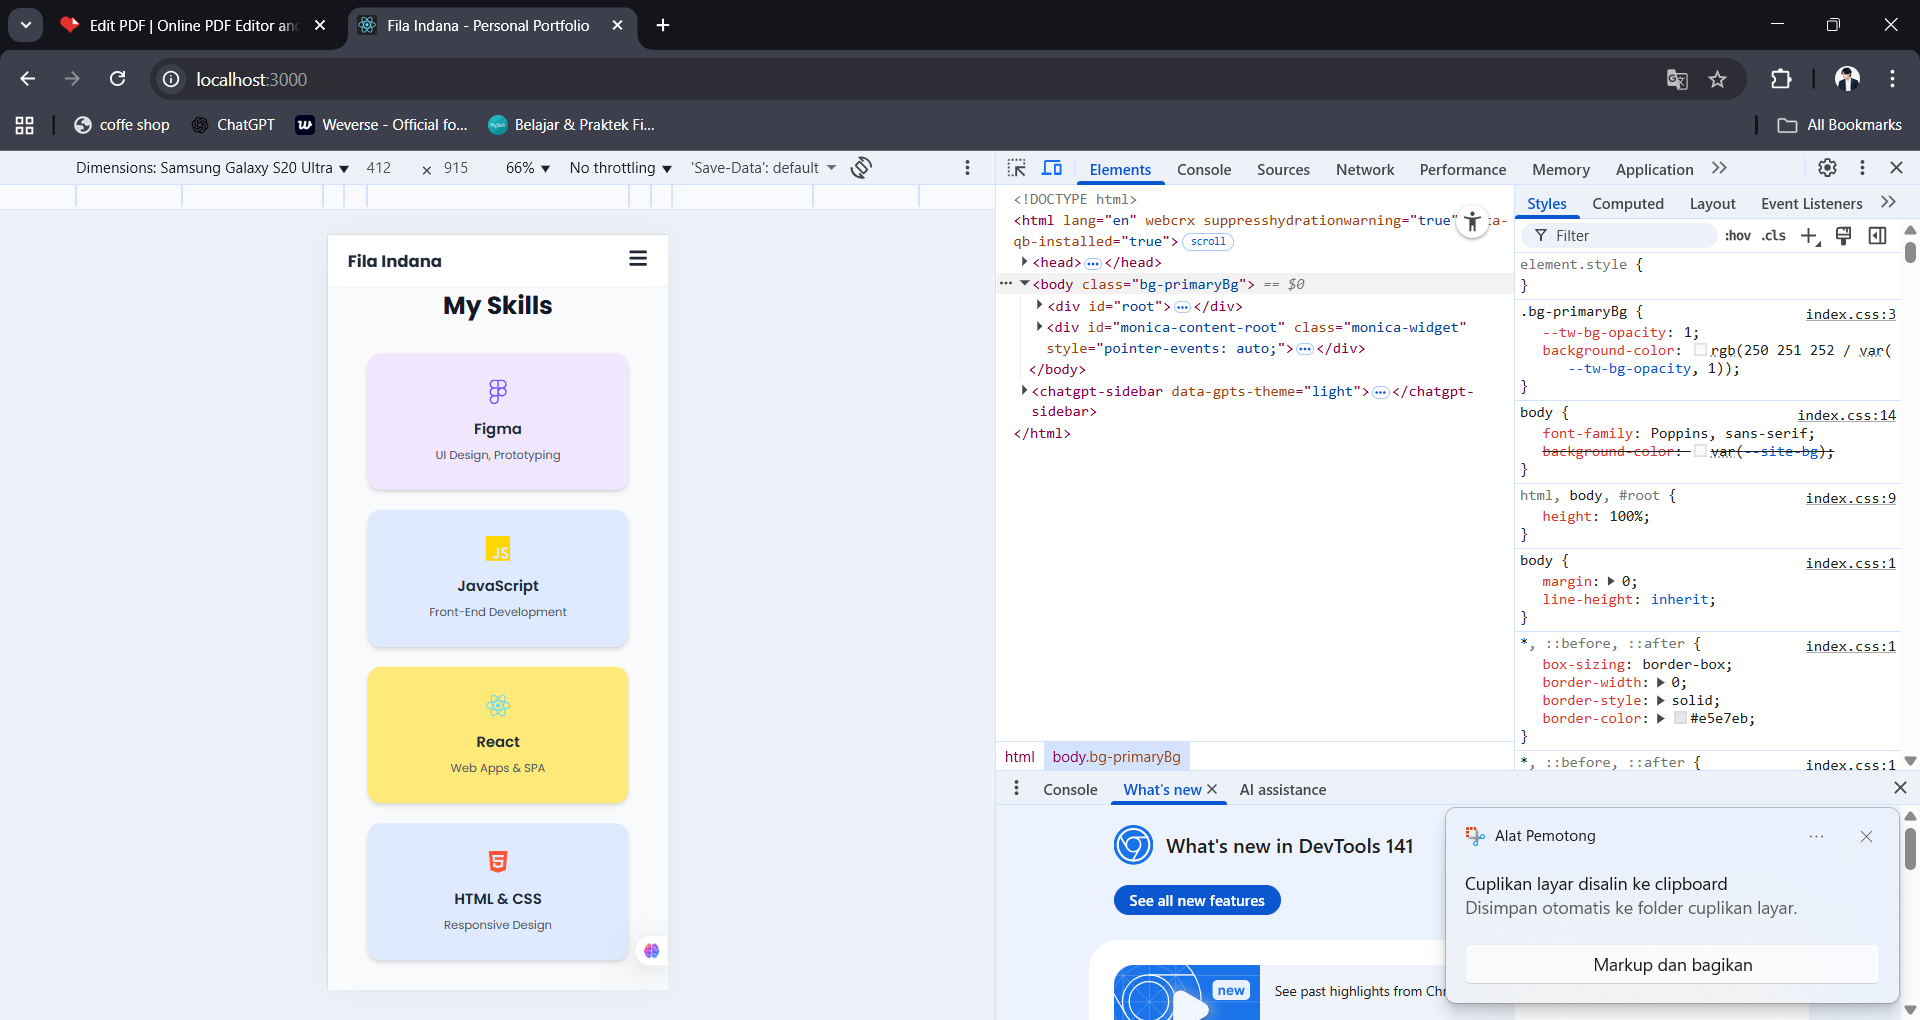 Edit PDF | Online PDF Editor an
Fila Indana - Personal Portfolio
localhost:3000
coffe shop
ChatGPT
Weverse - Official fo...
Belajar & Praktek Fi...
All Bookmarks
Dimensions: Samsung Galaxy S20 Ultra
412 × 915
66%
No throttling
'Save-Data': default
Fila Indana
My Skills
Figma
UI Design, Prototyping
JS
JavaScript
Front-End Development
React
Web Apps & SPA
HTML & CSS
Responsive Design
Elements
Console
Sources
Network
Performance
Memory
Application
<!DOCTYPE html>
<html lang="en" webcrx suppresshydrationwarning="true" ta-
qb-installed="true"> scroll
<head> … </head>
<body class="bg-primaryBg"> == $0
<div id="root"> … </div>
<div id="monica-content-root" class="monica-widget"
style="pointer-events: auto;"> … </div>
</body>
<chatgpt-sidebar data-gpts-theme="light"> … </chatgpt-
sidebar>
</html>
html
body.bg-primaryBg
Styles
Computed
Layout
Event Listeners
Filter
:hov
.cls
element.style {
}
.bg-primaryBg {
index.css:3
--tw-bg-opacity: 1;
background-color: rgb(250 251 252 / var(
--tw-bg-opacity, 1));
}
body {
index.css:14
font-family: Poppins, sans-serif;
background-color: var(--site-bg);
}
html, body, #root {
index.css:9
height: 100%;
}
body {
index.css:1
margin: 0;
line-height: inherit;
}
*, ::before, ::after {
index.css:1
box-sizing: border-box;
border-width: 0;
border-style: solid;
border-color: #e5e7eb;
}
*, ::before, ::after {
index.css:1
Console
What's new
AI assistance
What's new in DevTools 141
See all new features
new
See past highlights from Chr
Alat Pemotong
Cuplikan layar disalin ke clipboard
Disimpan otomatis ke folder cuplikan layar.
Markup dan bagikan